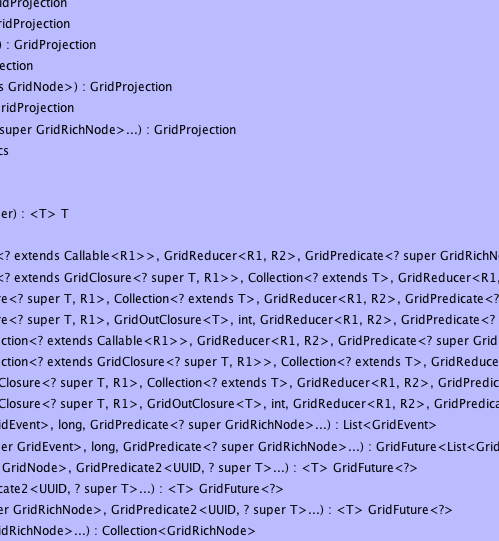 GridProjection
GridProjection
) : GridProjection
ection
s GridNode>) : GridProjection
GridProjection
super GridRichNode>...) : GridProjection
cs
er) : <T> T
<? extends Callable<R1>>, GridReducer<R1, R2>, GridPredicate<? super GridRichN
<? extends GridClosure<? super T, R1>>, Collection<? extends T>, GridReducer<R1,
re<? super T, R1>, Collection<? extends T>, GridReducer<R1, R2>, GridPredicate<?
re<? super T, R1>, GridOutClosure<T>, int, GridReducer<R1, R2>, GridPredicate<?
ction<? extends Callable<R1>>, GridReducer<R1, R2>, GridPredicate<? super Grid
ction<? extends GridClosure<? super T, R1>>, Collection<? extends T>, GridReduce
Closure<? super T, R1>, Collection<? extends T>, GridReducer<R1, R2>, GridPredic
Closure<? super T, R1>, GridOutClosure<T>, int, GridReducer<R1, R2>, GridPredica
idEvent>, long, GridPredicate<? super GridRichNode>...) : List<GridEvent>
er GridEvent>, long, GridPredicate<? super GridRichNode>...) : GridFuture<List<Grid
GridNode>, GridPredicate2<UUID, ? super T>...) : <T> GridFuture<?>
cate2<UUID, ? super T>...) : <T> GridFuture<?>
er GridRichNode>, GridPredicate2<UUID, ? super T>...) : <T> GridFuture<?>
idRichNode>...) : Collection<GridRichNode>